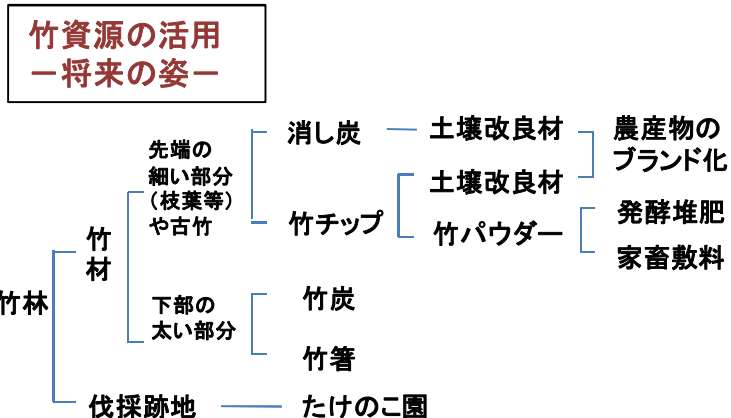 竹資源の活用
－将来の姿－
竹林
竹
材
先端の
細い部分
（枝葉等）
や古竹
消し炭
土壌改良材
農産物の
ブランド化
竹チップ
土壌改良材
竹パウダー
発酵堆肥
家畜敷料
下部の
太い部分
竹炭
竹箸
伐採跡地
たけのこ園